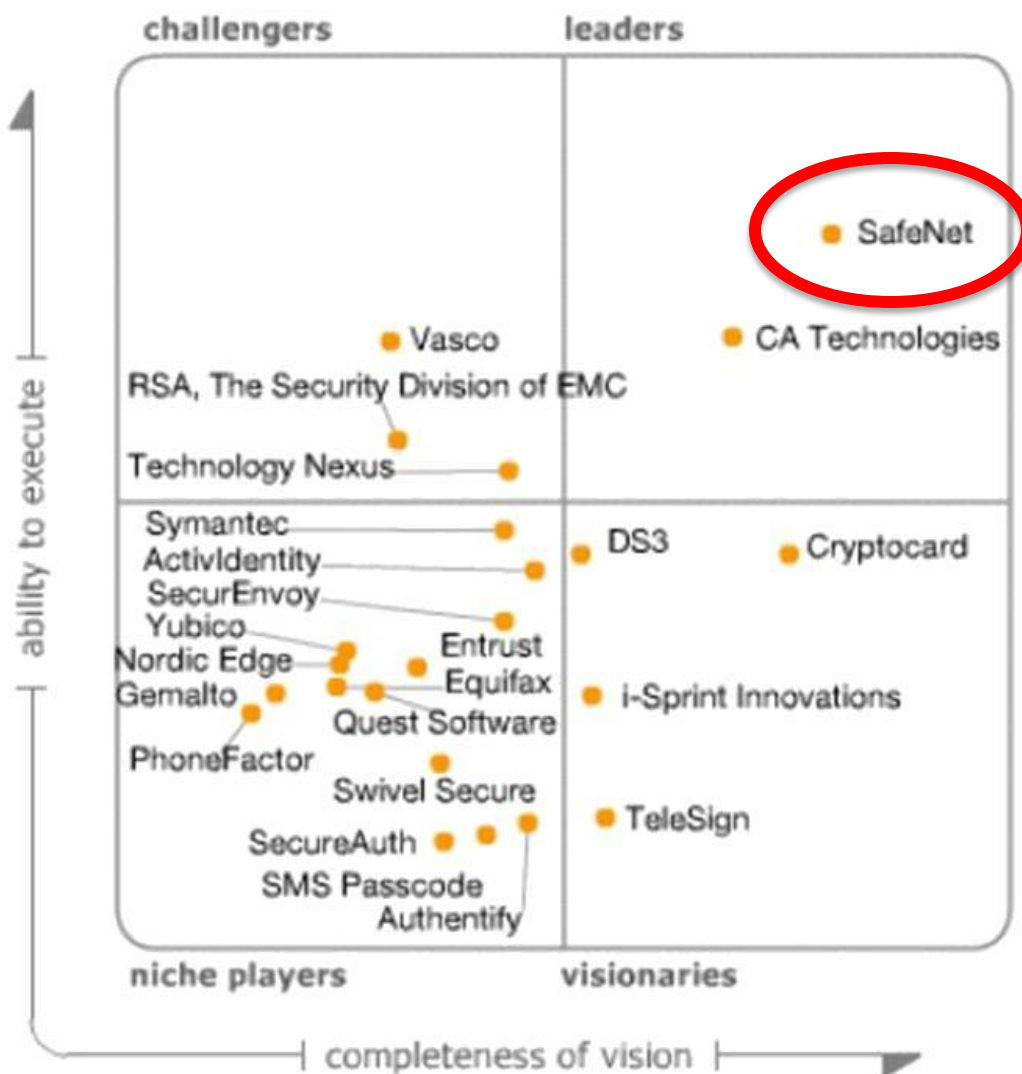 challengers
leaders
SafeNet
Vasco
CA Technologies
RSA, The Security Division of EMC
Technology Nexus
Symantec
DS3
Cryptocard
ActivIdentity
SecurEnvoy
Yubico
Entrust
Nordic Edge
Equifax
Gemalto
i-Sprint Innovations
Quest Software
PhoneFactor
Swivel Secure
TeleSign
SecureAuth
SMS Passcode
Authentify
niche players
visionaries
ability to execute
completeness of vision